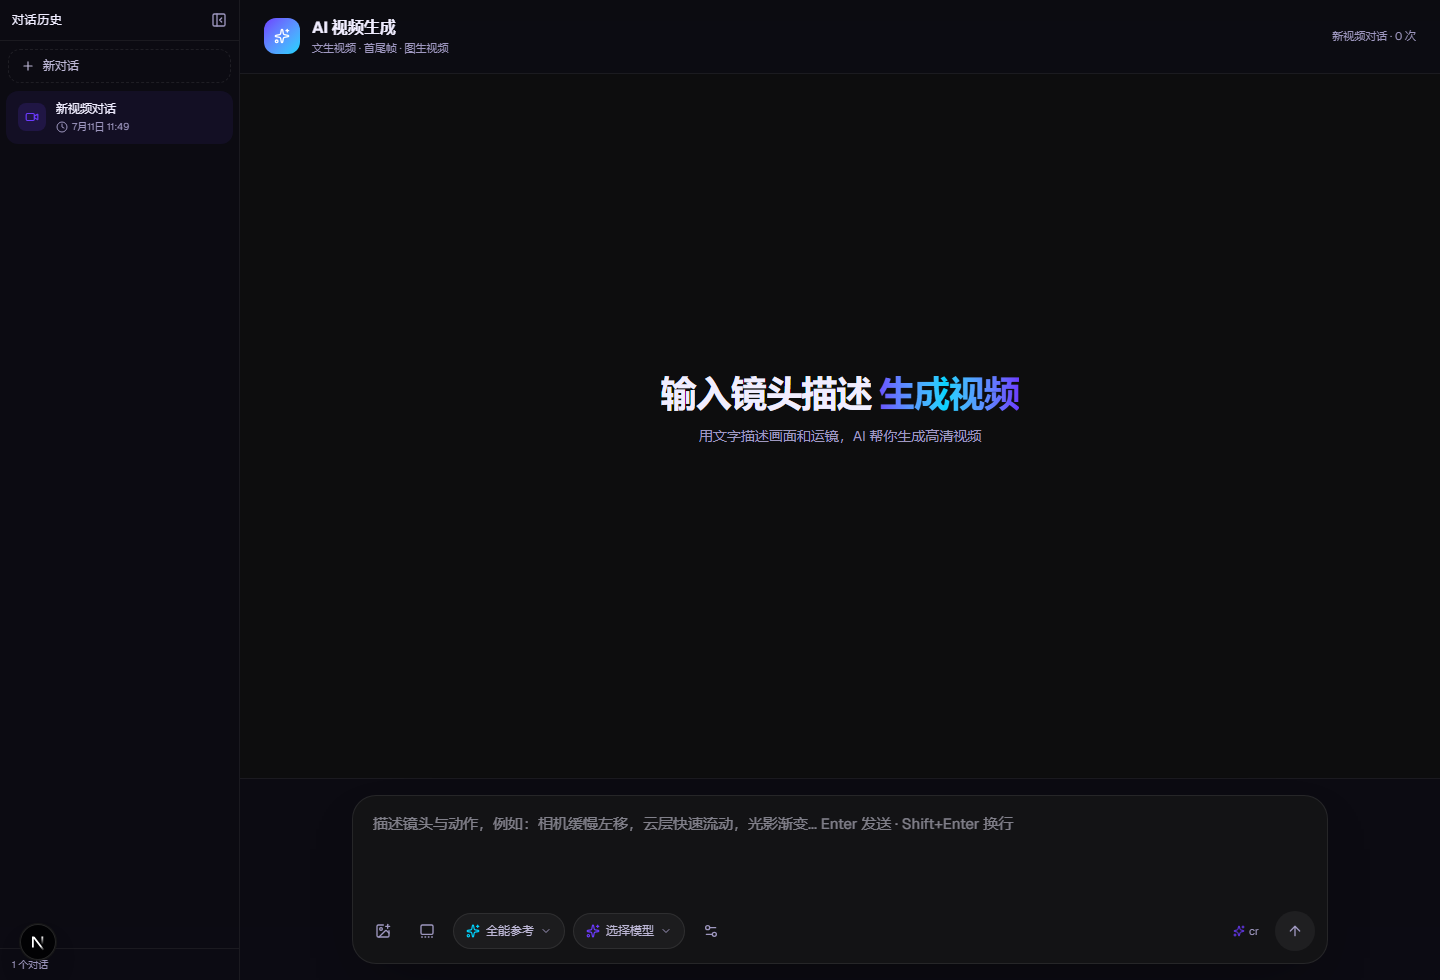 对话历史
新对话
新视频对话
7月11日 11:49
AI 视频生成
文生视频 · 首尾帧 · 图生视频
新视频对话 · 0 次
输入镜头描述 生成视频
用文字描述画面和运镜，AI 帮你生成高清视频
描述镜头与动作，例如：相机缓慢左移，云层快速流动，光影渐变... Enter 发送 · Shift+Enter 换行
全能参考
选择模型
cr
N
1 个对话